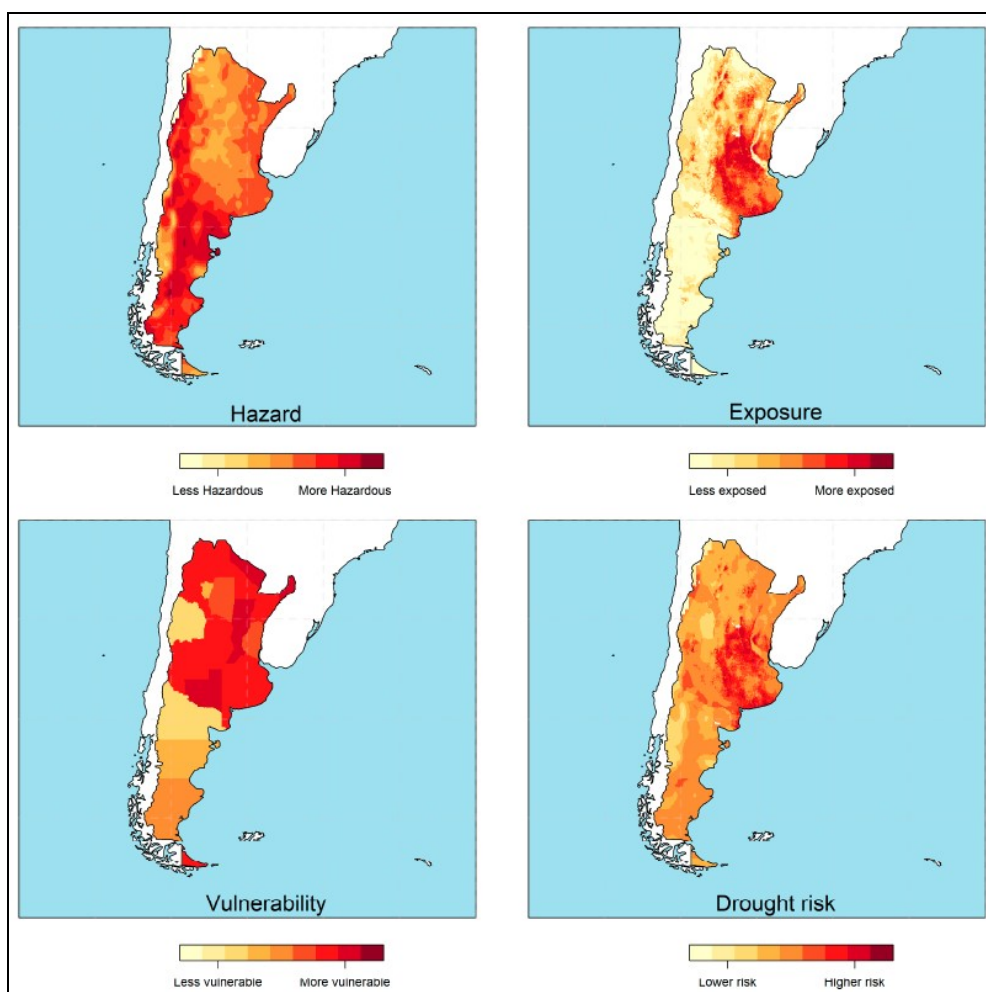 Hazard
Exposure
Less Hazardous More Hazardous
Less exposed More exposed
Vulnerability
Drought risk
Less vulnerable More vulnerable
Lower risk Higher risk